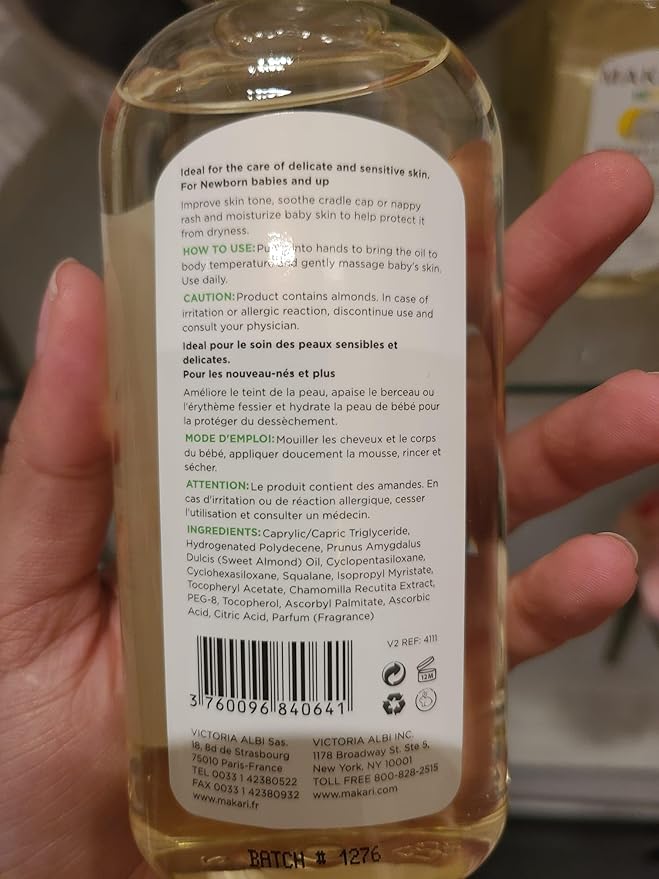 Ideal for the care of delicate and sensitive skin.
For Newborn babies and up
Improve skin tone, soothe cradle cap or nappy
rash and moisturize baby skin to help protect it
from dryness.
HOW TO USE: into hands to bring the oil to
body temperature and gently massage baby's skin.
Use daily.
CAUTION: Product contains almonds. In case of
irritation or allergic reaction, discontinue use and
consult your physician.
Ideal pour le soin des peaux sensibles et
delicates.
Pour les nouveau-nés et plus
Améliore le teint de la peau, apaise le berceau ou
l'érythème fessier et hydrate la peau de bébé pour
la protéger du dessèchement.
MODE D'EMPLOI: Mouiller les cheveux et le corps
du bébé, appliquer doucement la mousse, rincer et
sécher.
ATTENTION: Le produit contient des amandes. En
cas d'irritation ou de réaction allergique, cesser
l'utilisation et consulter un médecin.
INGREDIENTS: Caprylic/Capric Triglyceride,
Hydrogenated Polydecene, Prunus Amygdalus
Dulcis (Sweet Almond) Oil, Cyclopentasiloxane,
Cyclohexasiloxane, Squalane, Isopropyl Myristate,
Tocopheryl Acetate, Chamomilla Recutita Extract,
PEG-8, Tocopherol, Ascorbyl Palmitate, Ascorbic
Acid, Citric Acid, Parfum (Fragrance)
V2 REF: 4111
12M
3 760096 840641
VICTORIA ALBI Sas.
18, Bd de Strasbourg
75010 Paris-France
TEL 0033 1 42380522
FAX 0033 1 42380932
www.makari.fr
VICTORIA ALBI INC.
1178 Broadway St. Ste 5,
New York, NY 10001
TOLL FREE 800-828-2515
www.makari.com
BATCH # 1276